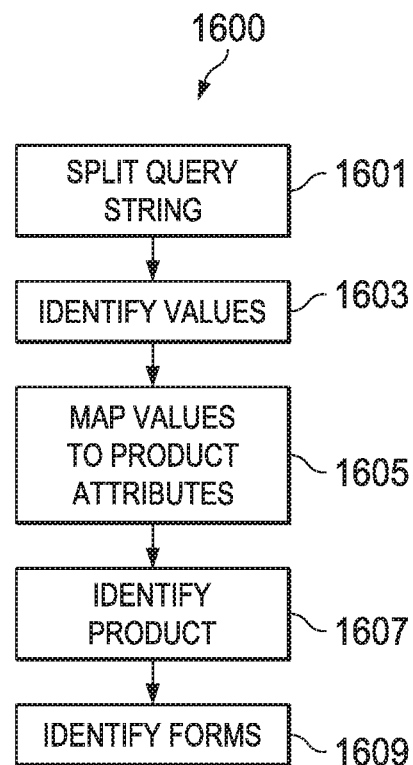 1600
SPLIT QUERY
STRING
1601
IDENTIFY VALUES
1603
MAP VALUES
TO PRODUCT
ATTRIBUTES
1605
IDENTIFY
PRODUCT
1607
IDENTIFY FORMS
1609